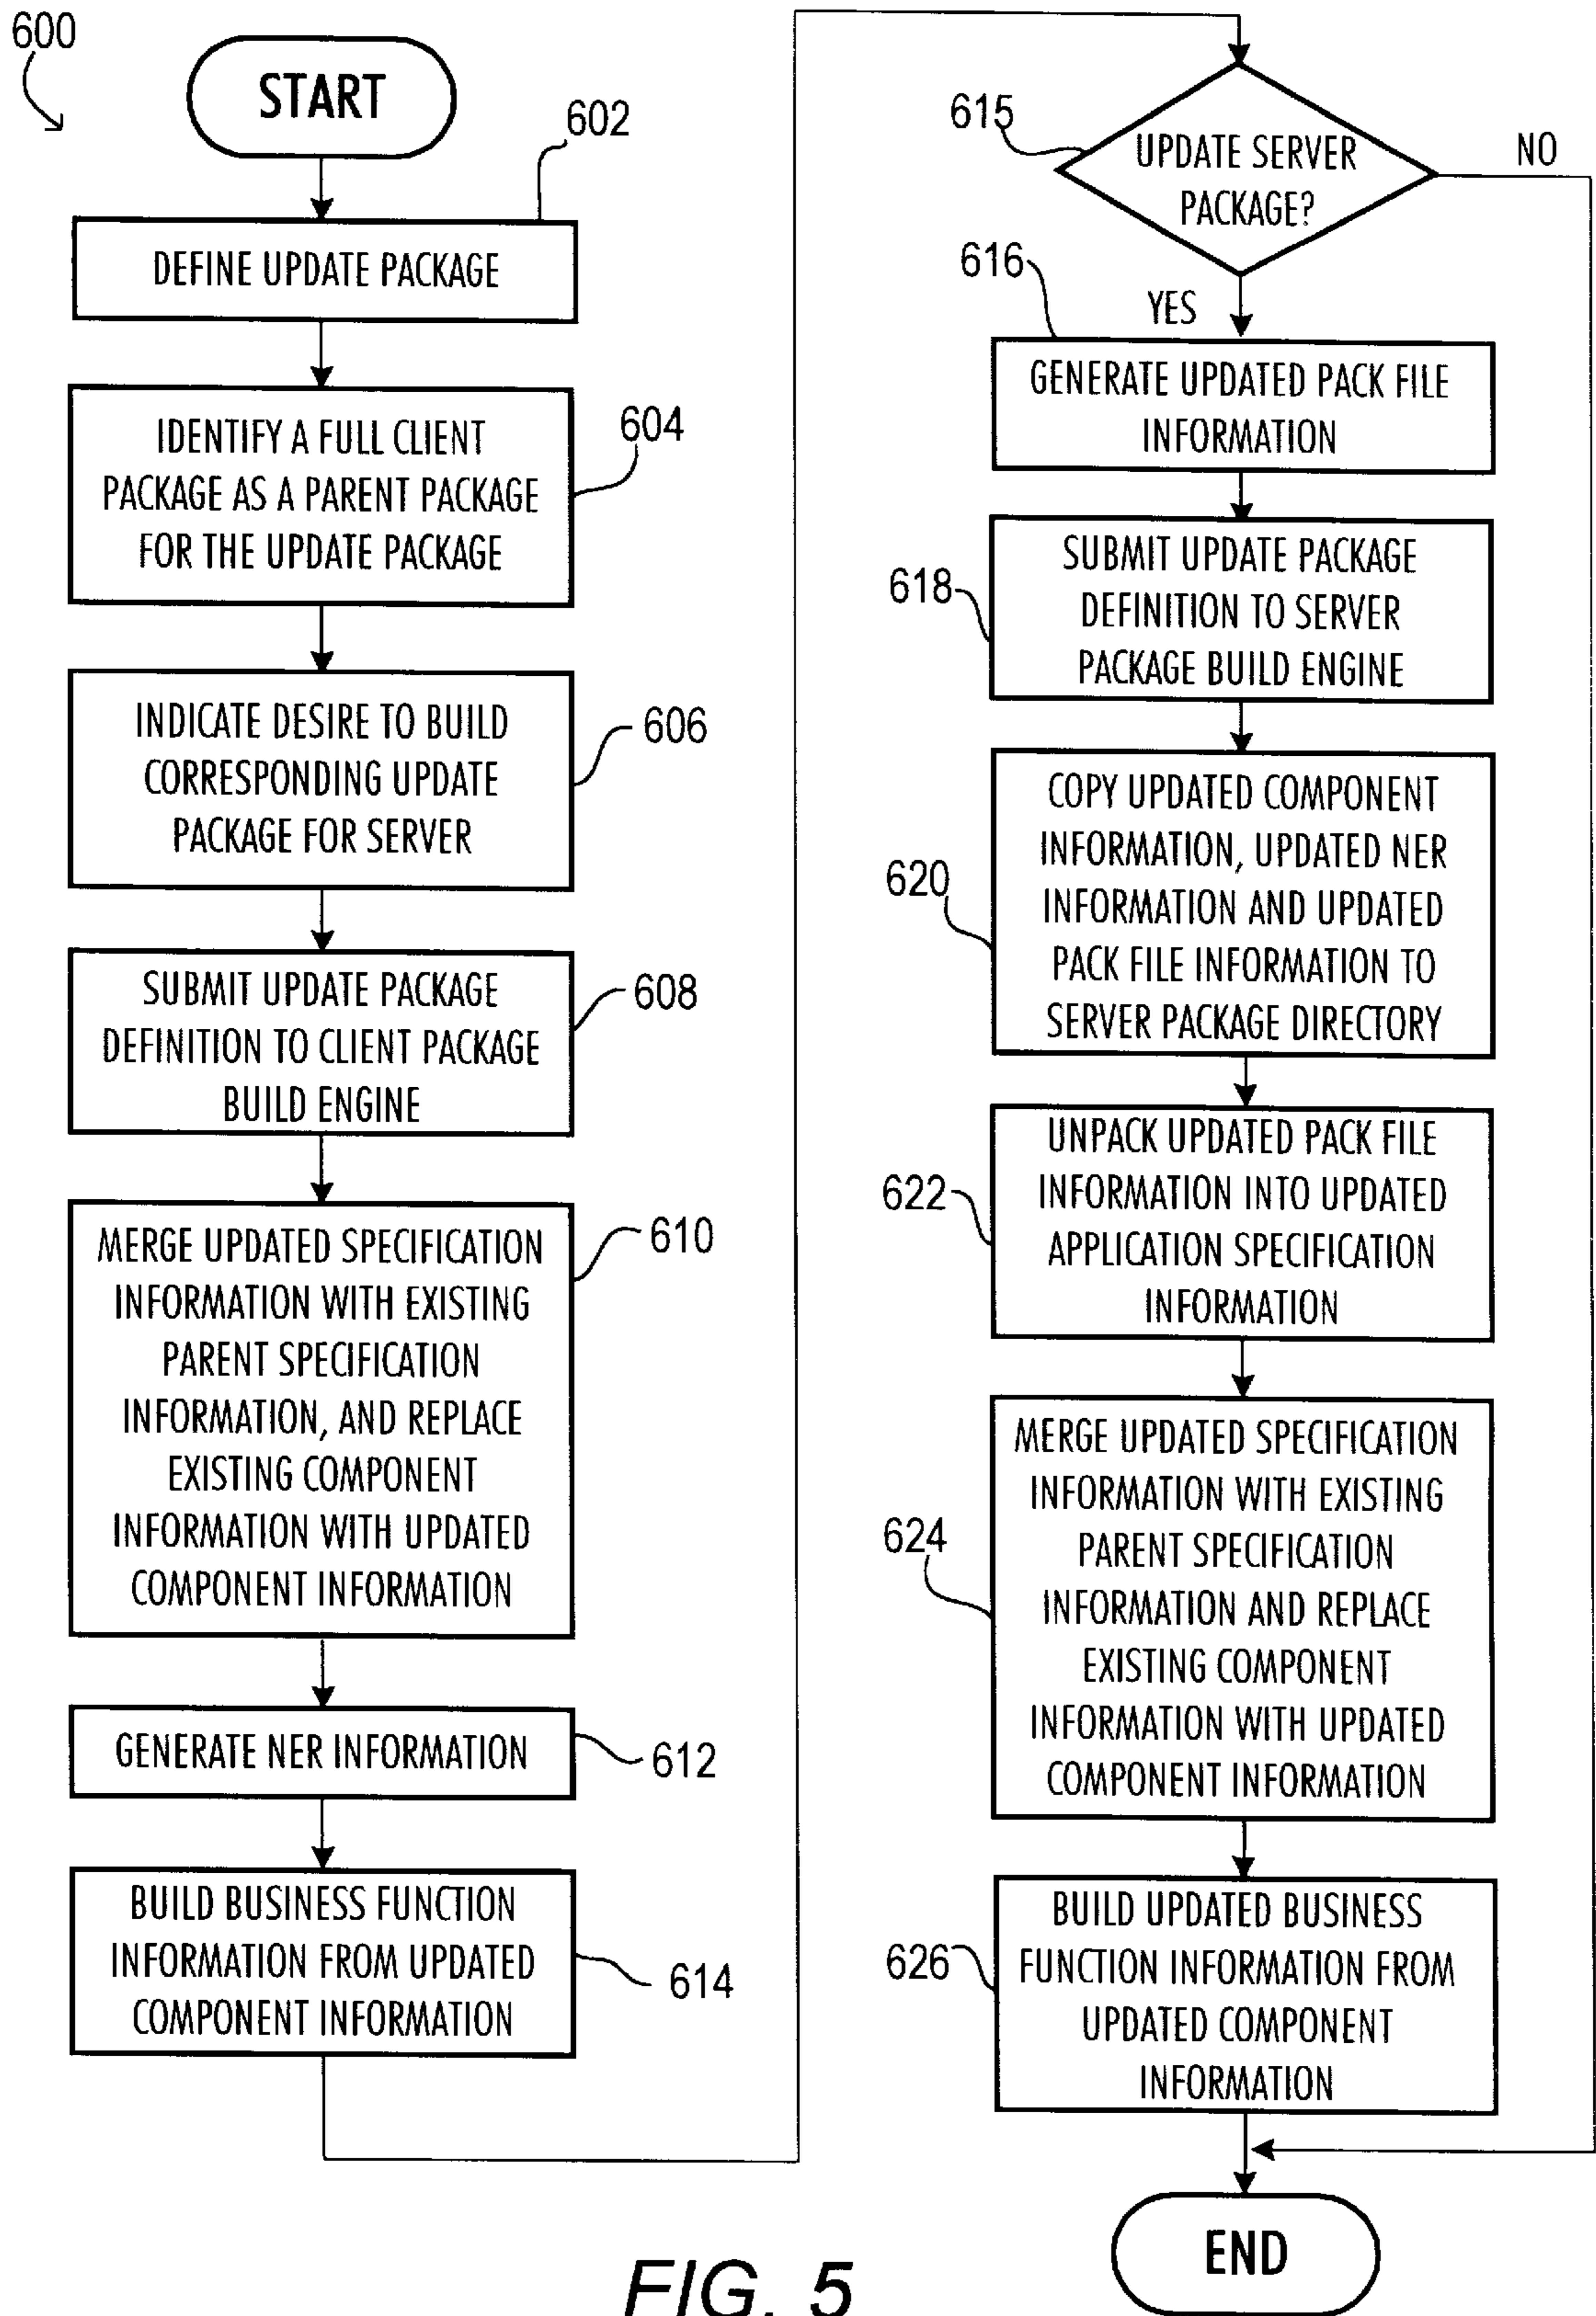 600
START
602
DEFINE UPDATE PACKAGE
IDENTIFY A FULL CLIENT
PACKAGE AS A PARENT PACKAGE
FOR THE UPDATE PACKAGE
604
INDICATE DESIRE TO BUILD
CORRESPONDING UPDATE
PACKAGE FOR SERVER
606
SUBMIT UPDATE PACKAGE
DEFINITION TO CLIENT PACKAGE
BUILD ENGINE
608
MERGE UPDATED SPECIFICATION
INFORMATION WITH EXISTING
PARENT SPECIFICATION
INFORMATION, AND REPLACE
EXISTING COMPONENT
INFORMATION WITH UPDATED
COMPONENT INFORMATION
610
GENERATE NER INFORMATION
612
BUILD BUSINESS FUNCTION
INFORMATION FROM UPDATED
COMPONENT INFORMATION
614
615
UPDATE SERVER
PACKAGE?
NO
YES
616
GENERATE UPDATED PACK FILE
INFORMATION
618
SUBMIT UPDATE PACKAGE
DEFINITION TO SERVER
PACKAGE BUILD ENGINE
620
COPY UPDATED COMPONENT
INFORMATION, UPDATED NER
INFORMATION AND UPDATED
PACK FILE INFORMATION TO
SERVER PACKAGE DIRECTORY
622
UNPACK UPDATED PACK FILE
INFORMATION INTO UPDATED
APPLICATION SPECIFICATION
INFORMATION
624
MERGE UPDATED SPECIFICATION
INFORMATION WITH EXISTING
PARENT SPECIFICATION
INFORMATION AND REPLACE
EXISTING COMPONENT
INFORMATION WITH UPDATED
COMPONENT INFORMATION
626
BUILD UPDATED BUSINESS
FUNCTION INFORMATION FROM
UPDATED COMPONENT
INFORMATION
END
FIG. 5